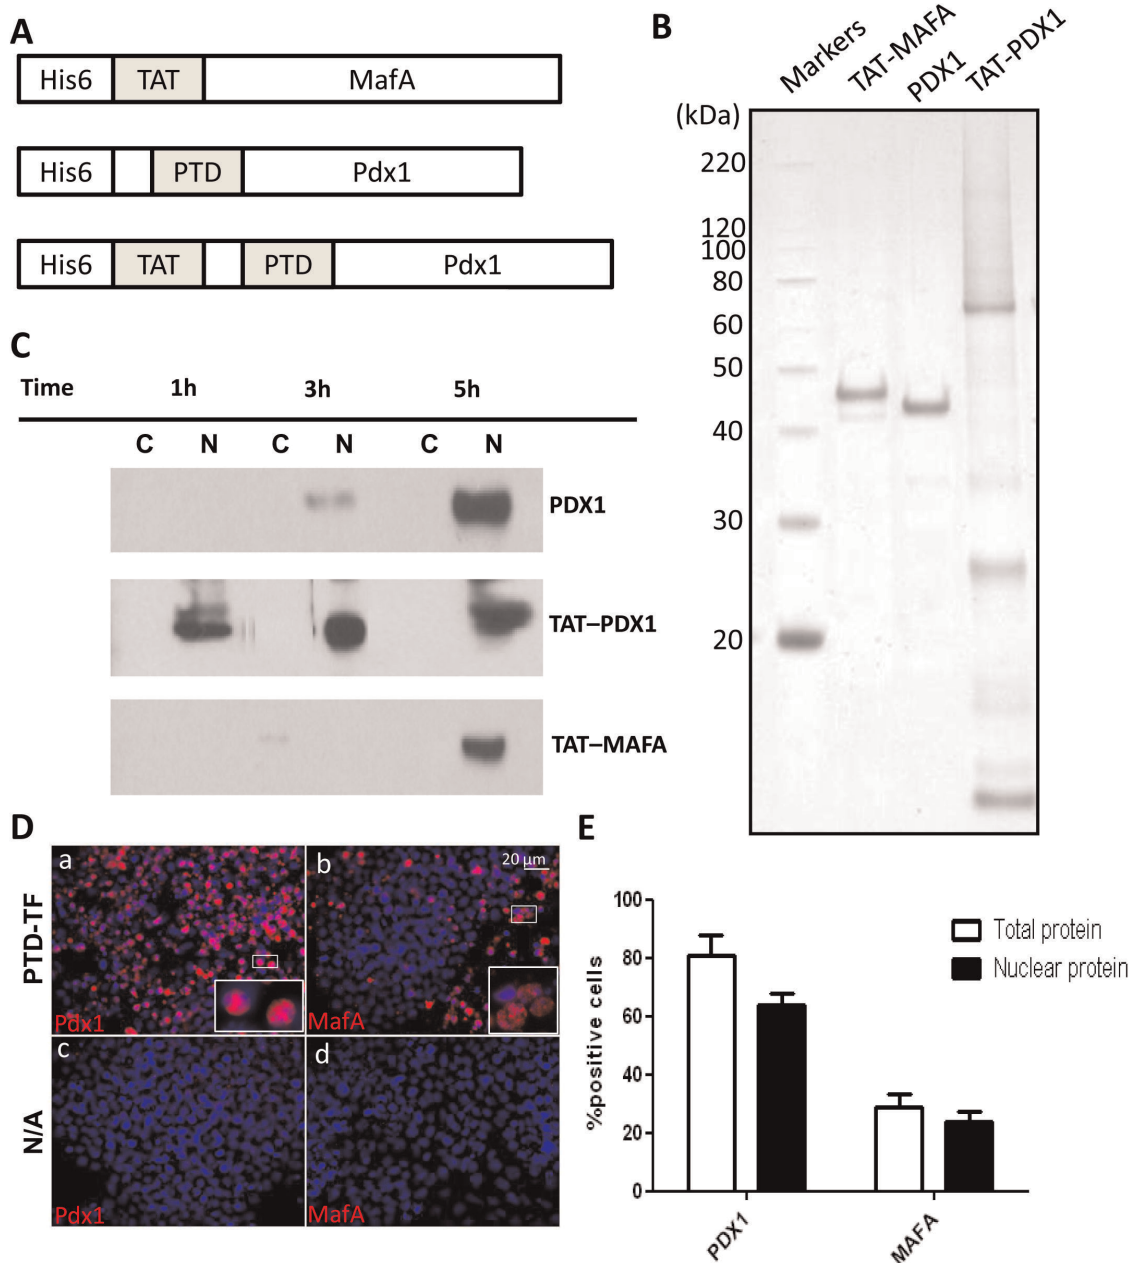 A
His6 TAT MafA
His6 PTD Pdx1
His6 TAT PTD Pdx1
B
Markers TAT-MAFA PDX1 TAT-PDX1
(kDa)
220
120
100
80
60
50
40
30
20
C
Time 1h 3h 5h
C N C N C N
PDX1
TAT–PDX1
TAT–MAFA
D
PTD-TF
a
Pdx1
b
20 µm
MafA
N/A
c
Pdx1
d
MafA
E
%positive cells
100
80
60
40
20
0
Total protein
Nuclear protein
PDX1 MAFA